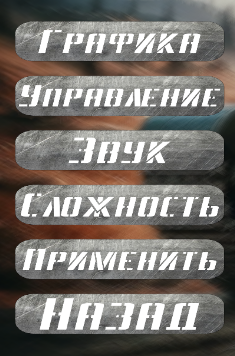 Графика
Управление
Звук
Сложность
Применить
Назад